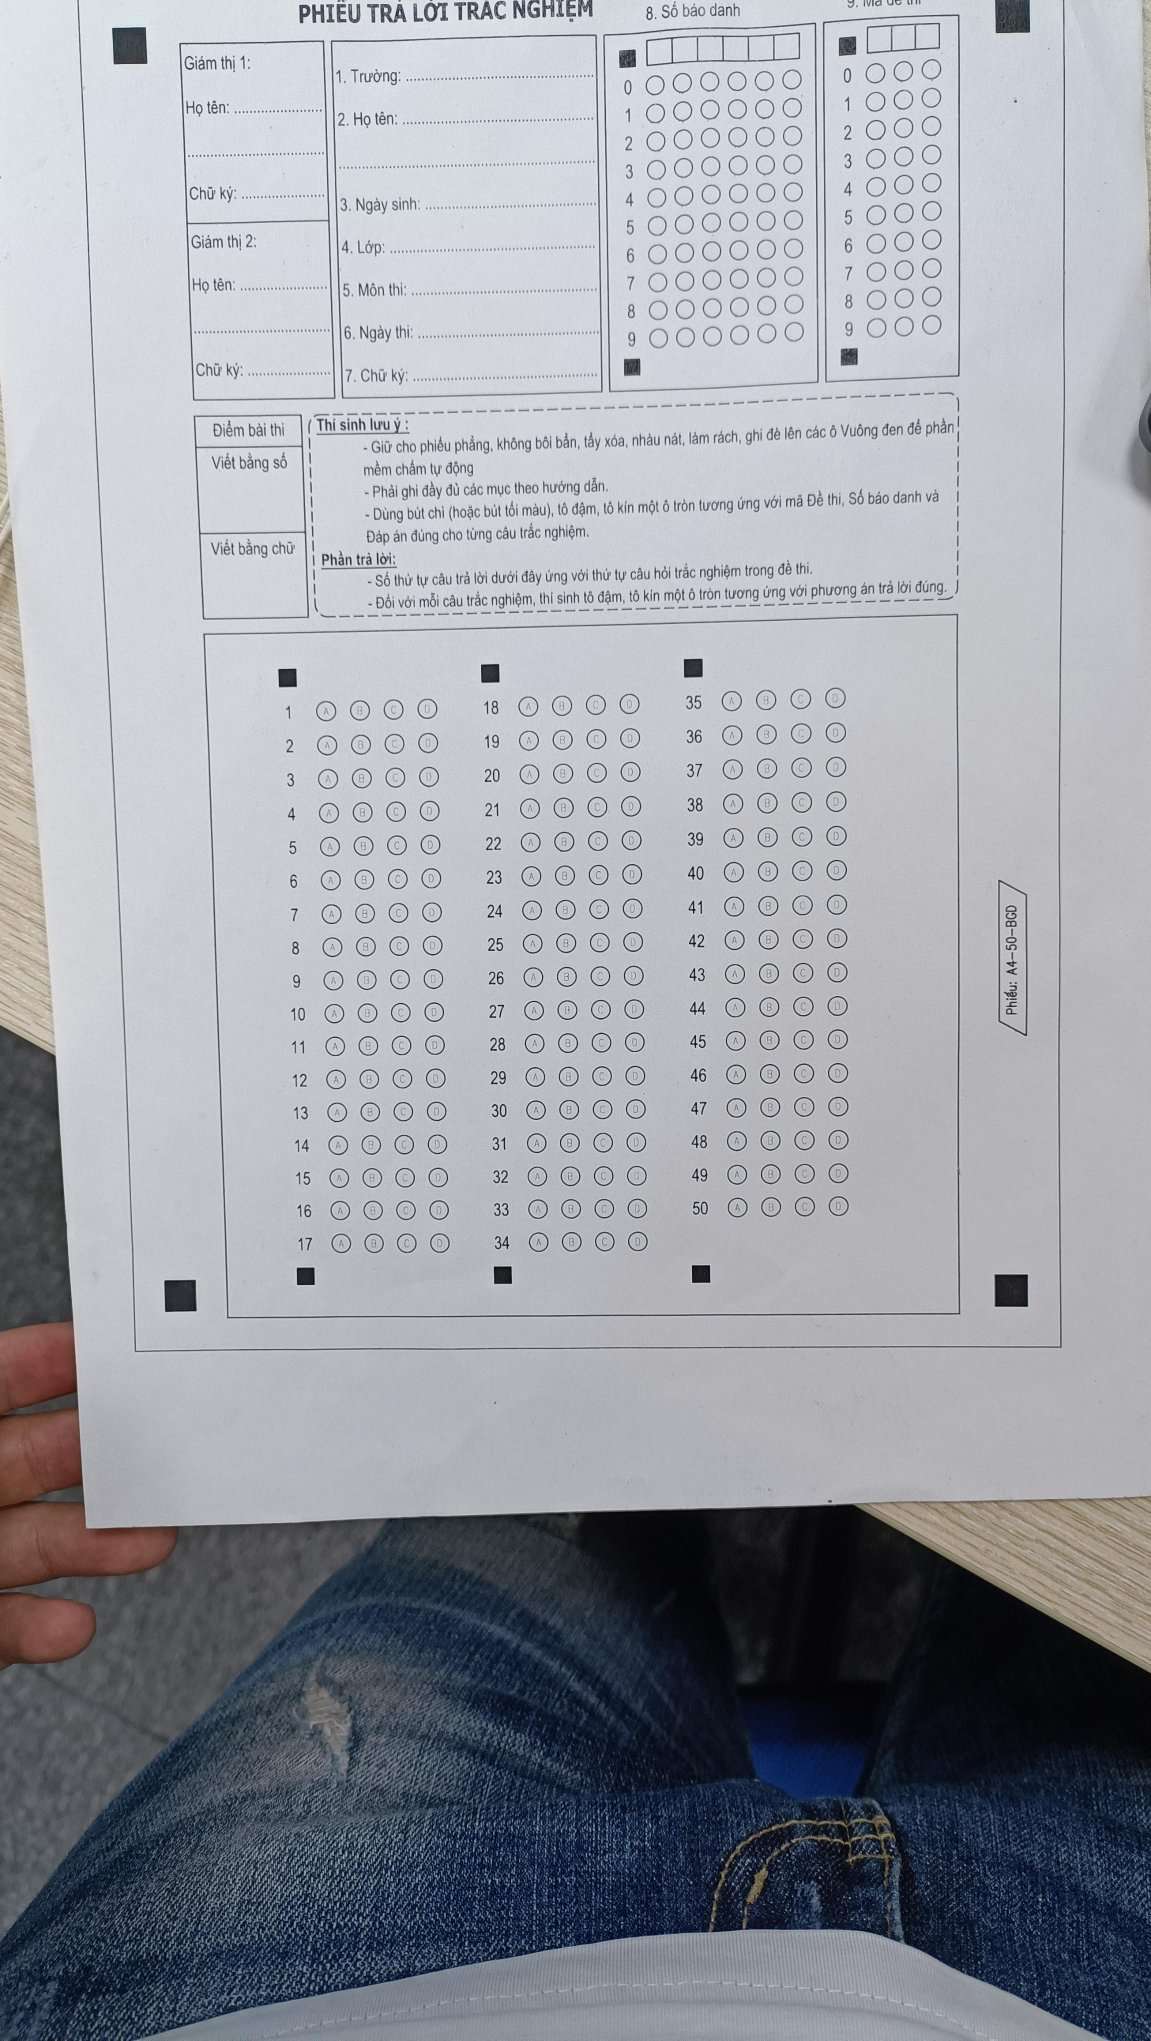 PHIẾU TRẢ LỜI TRẮC NGHIỆM
8. Số báo danh
9. Mã đề thi
Giám thị 1:
Họ tên:
Chữ ký:
Giám thị 2:
Họ tên:
Chữ ký:
1. Trường:
2. Họ tên:
3. Ngày sinh:
4. Lớp:
5. Môn thi:
6. Ngày thi:
7. Chữ ký:
0 0
1 1
2 2
3 3
4 4
5 5
6 6
7 7
8 8
9 9
Điểm bài thi
Viết bằng số
Viết bằng chữ
Thí sinh lưu ý :
- Giữ cho phiếu phẳng, không bôi bẩn, tẩy xóa, nhàu nát, làm rách, ghi đè lên các ô Vuông đen để phần
mềm chấm tự động
- Phải ghi đầy đủ các mục theo hướng dẫn.
- Dùng bút chì (hoặc bút tối màu), tô đậm, tô kín một ô tròn tương ứng với mã Đề thi, Số báo danh và
Đáp án đúng cho từng câu trắc nghiệm.
Phần trả lời:
- Số thứ tự câu trả lời dưới đây ứng với thứ tự câu hỏi trắc nghiệm trong đề thi.
- Đối với mỗi câu trắc nghiệm, thí sinh tô đậm, tô kín một ô tròn tương ứng với phương án trả lời đúng.
1 A B C D 18 A B C D 35 A B C D
2 A B C D 19 A B C D 36 A B C D
3 A B C D 20 A B C D 37 A B C D
4 A B C D 21 A B C D 38 A B C D
5 A B C D 22 A B C D 39 A B C D
6 A B C D 23 A B C D 40 A B C D
7 A B C D 24 A B C D 41 A B C D
8 A B C D 25 A B C D 42 A B C D
9 A B C D 26 A B C D 43 A B C D
10 A B C D 27 A B C D 44 A B C D
11 A B C D 28 A B C D 45 A B C D
12 A B C D 29 A B C D 46 A B C D
13 A B C D 30 A B C D 47 A B C D
14 A B C D 31 A B C D 48 A B C D
15 A B C D 32 A B C D 49 A B C D
16 A B C D 33 A B C D 50 A B C D
17 A B C D 34 A B C D
Phiếu: A4-50-BGD